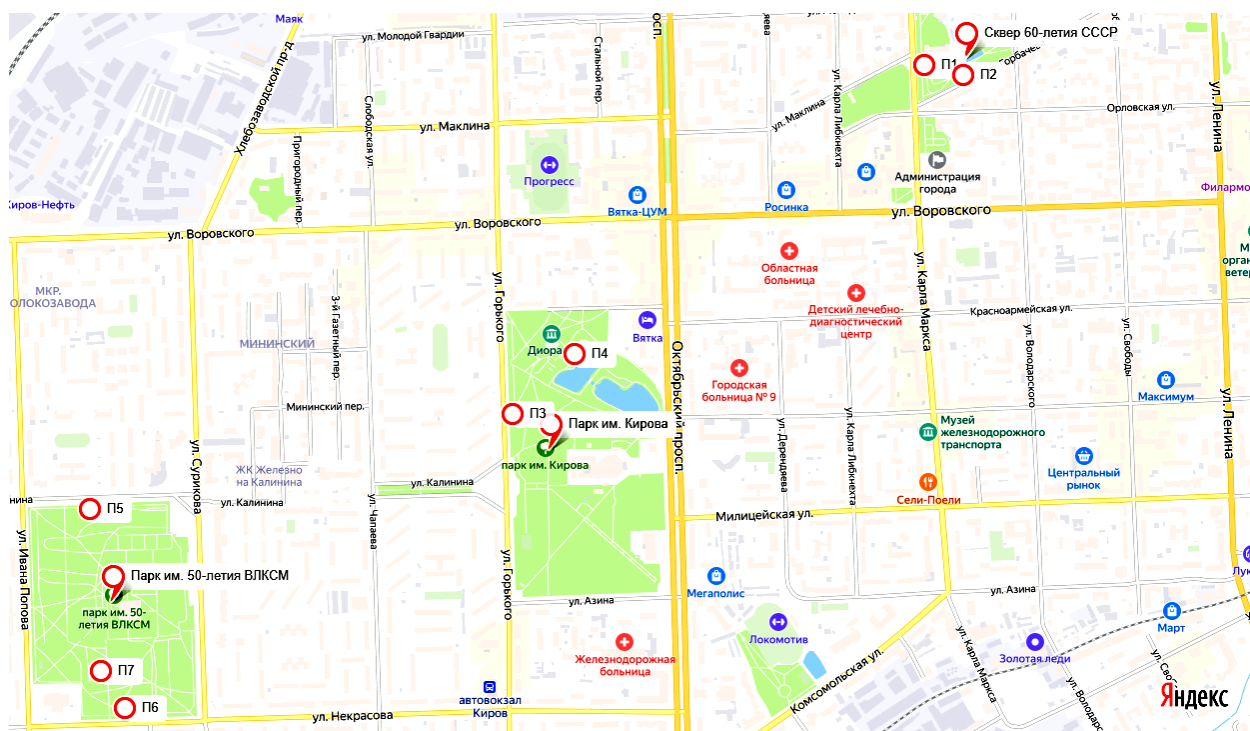 Маяк
ул. Молодой Гвардии
Хлебозаводской пр-д
Слободская ул.
Стальной пер.
ул. Маклина
Пригородный пер.
Прогресс
Киров-Нефть
ул. Воровского
ул. Воровского
Вятка-ЦУМ
Росинка
ул. Маклина
ул. Карла Либкнехта
Сквер 60-летия СССР
П1
П2
Орловская ул.
ул. Ленина
Администрация
города
ул. Воровского
Областная
больница
Детский лечебно-
диагностический
центр
Красноармейская ул.
ул. Карла Маркса
ул. Володарского
ул. Свободы
МКР.
МИНИНСКИЙ
3-й Газетный пер.
ул. Горького
Диора
П4
Вятка
Октябрьский просп.
Городская
больница № 9
Максимум
Мининский пер.
П3
Парк им. Кирова
парк им. Кирова
Музей
железнодорожного
транспорта
ул. Ленина
ул. Дерендяева
ул. Карла Либкнехта
Центральный
рынок
Сели-Поели
ул. Сурикова
ЖК Железно
на Калинина
ул. Калинина
ул. Калинина
Милицейская ул.
П5
ул. Ивана Попова
ул. Чапаева
Парк им. 50-летия ВЛКСМ
парк им. 50-
летия ВЛКСМ
ул. Горького
ул. Азина
Мегаполис
ул. Азина
Локомотив
Март
Железнодорожная
больница
Золотая леди
П7
П6
ул. Некрасова
автовокзал
Киров
Комсомольская ул.
ул. Карла Маркса
Яндекс